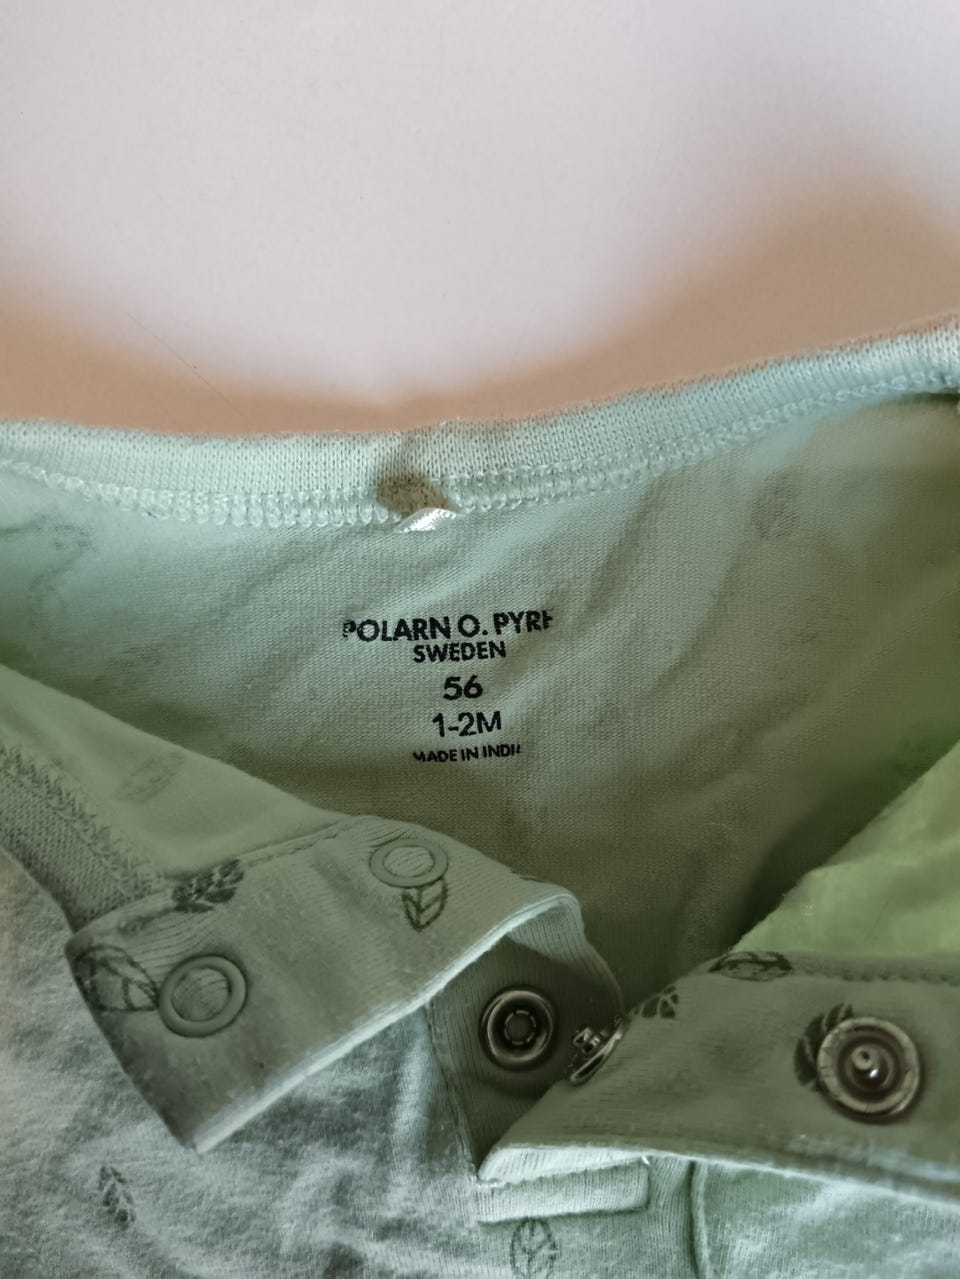 POLARN O. PYRE
SWEDEN
56
1-2M
MADE IN INDIA